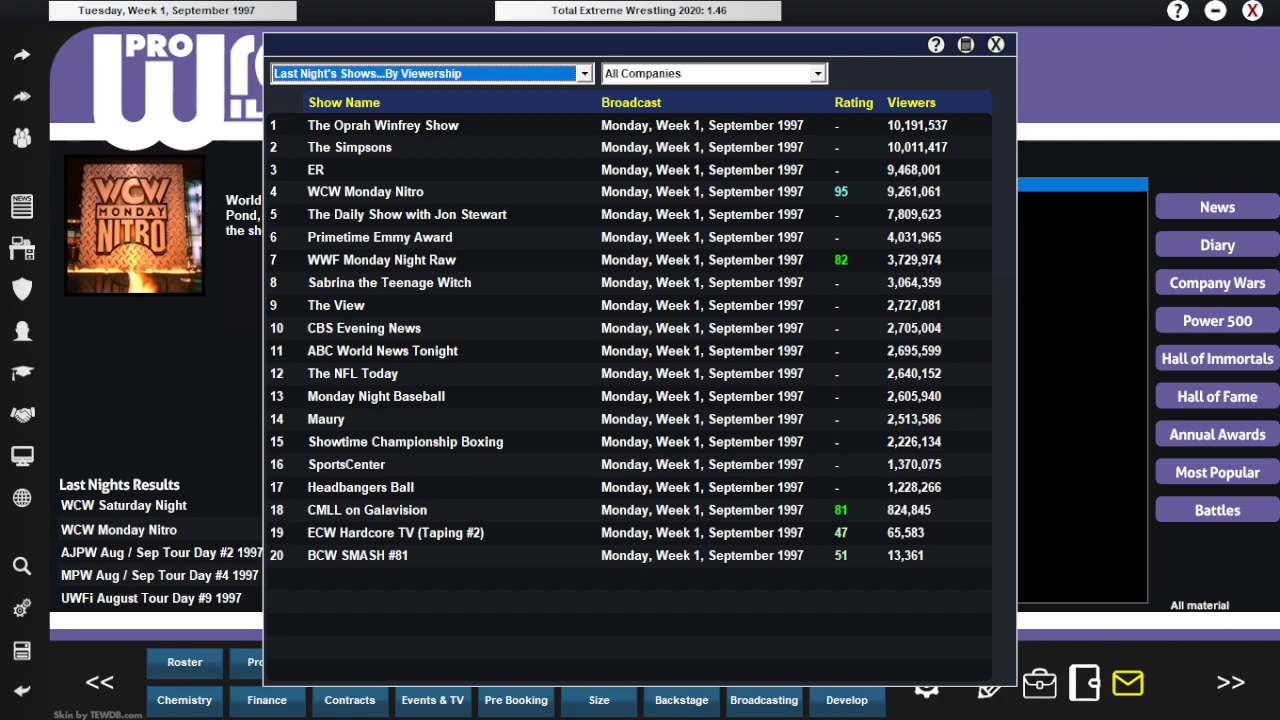 Tuesday, Week 1, September 1997
Total Extreme Wrestling 2020: 1.46
PRO
Last Night's Shows...By Viewership
All Companies
Show Name Broadcast Rating Viewers
1 The Oprah Winfrey Show Monday, Week 1, September 1997 - 10,191,537
2 The Simpsons Monday, Week 1, September 1997 - 10,011,417
3 ER Monday, Week 1, September 1997 - 9,468,001
4 WCW Monday Nitro Monday, Week 1, September 1997 95 9,261,061
5 The Daily Show with Jon Stewart Monday, Week 1, September 1997 - 7,809,623
6 Primetime Emmy Award Monday, Week 1, September 1997 - 4,031,965
7 WWF Monday Night Raw Monday, Week 1, September 1997 82 3,729,974
8 Sabrina the Teenage Witch Monday, Week 1, September 1997 - 3,064,359
9 The View Monday, Week 1, September 1997 - 2,727,081
10 CBS Evening News Monday, Week 1, September 1997 - 2,705,004
11 ABC World News Tonight Monday, Week 1, September 1997 - 2,695,599
12 The NFL Today Monday, Week 1, September 1997 - 2,640,152
13 Monday Night Baseball Monday, Week 1, September 1997 - 2,605,940
14 Maury Monday, Week 1, September 1997 - 2,513,586
15 Showtime Championship Boxing Monday, Week 1, September 1997 - 2,226,134
16 SportsCenter Monday, Week 1, September 1997 - 1,370,075
17 Headbangers Ball Monday, Week 1, September 1997 - 1,228,266
18 CMLL on Galavision Monday, Week 1, September 1997 81 824,845
19 ECW Hardcore TV (Taping #2) Monday, Week 1, September 1997 47 65,583
20 BCW SMASH #81 Monday, Week 1, September 1997 51 13,361
WCW
MONDAY
NITRO
World
Pond,
the sh
NEWS
Last Nights Results
WCW Saturday Night
WCW Monday Nitro
AJPW Aug / Sep Tour Day #2 1997
MPW Aug / Sep Tour Day #4 1997
UWFi August Tour Day #9 1997
News
Diary
Company Wars
Power 500
Hall of Immortals
Hall of Fame
Annual Awards
Most Popular
Battles
All material
<<
Roster
Pro
>>
Chemistry Finance Contracts Events & TV Pre Booking Size Backstage Broadcasting Develop
Skin by TEWDB.com